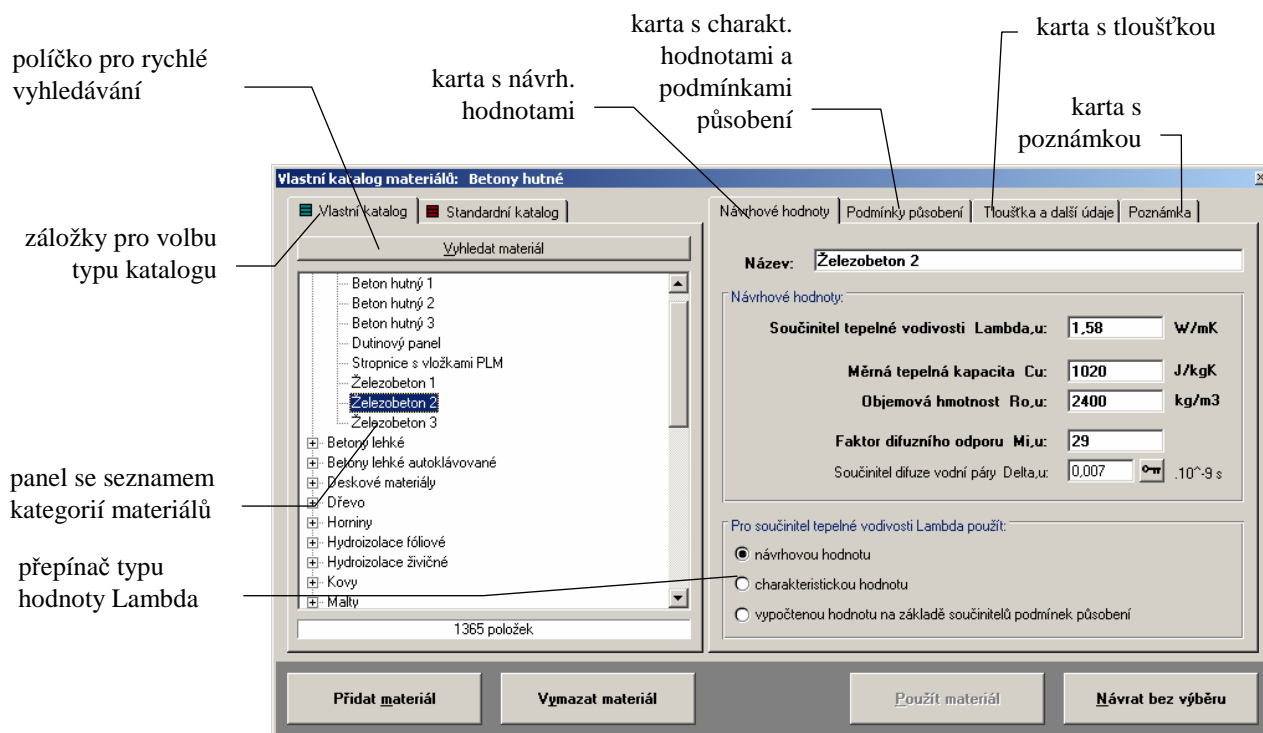 políčko pro rychlé
vyhledávání
karta s návrh.
hodnotami
karta s charakt.
hodnotami a
podmínkami
působení
karta s tloušťkou
karta s
poznámkou
záložky pro volbu
typu katalogu
panel se seznamem
kategorií materiálů
přepínač typu
hodnoty Lambda
Vlastní katalog materiálů: Betony hutné
Vlastní katalog
Standardní katalog
Vyhledat materiál
Beton hutný 1
Beton hutný 2
Beton hutný 3
Dutinový panel
Stropnice s vložkami PLM
Železobeton 1
Železobeton 2
Železobeton 3
Betony lehké
Betony lehké autoklávované
Deskové materiály
Dřevo
Horniny
Hydroizolace fóliové
Hydroizolace živičné
Kovy
Malty
1365 položek
Návrhové hodnoty
Podmínky působení
Tloušťka a další údaje
Poznámka
Název: Železobeton 2
Návrhové hodnoty:
Součinitel tepelné vodivosti Lambda,u: 1,58 W/mK
Měrná tepelná kapacita Cu: 1020 J/kgK
Objemová hmotnost Ro,u: 2400 kg/m3
Faktor difuzního odporu Mi,u: 29
Součinitel difuze vodní páry Delta,u: 0,007 .10^-9 s
Pro součinitel tepelné vodivosti Lambda použít:
návrhovou hodnotu
charakteristickou hodnotu
vypočtenou hodnotu na základě součinitelů podmínek působení
Přidat materiál
Vymazat materiál
Použít materiál
Návrat bez výběru